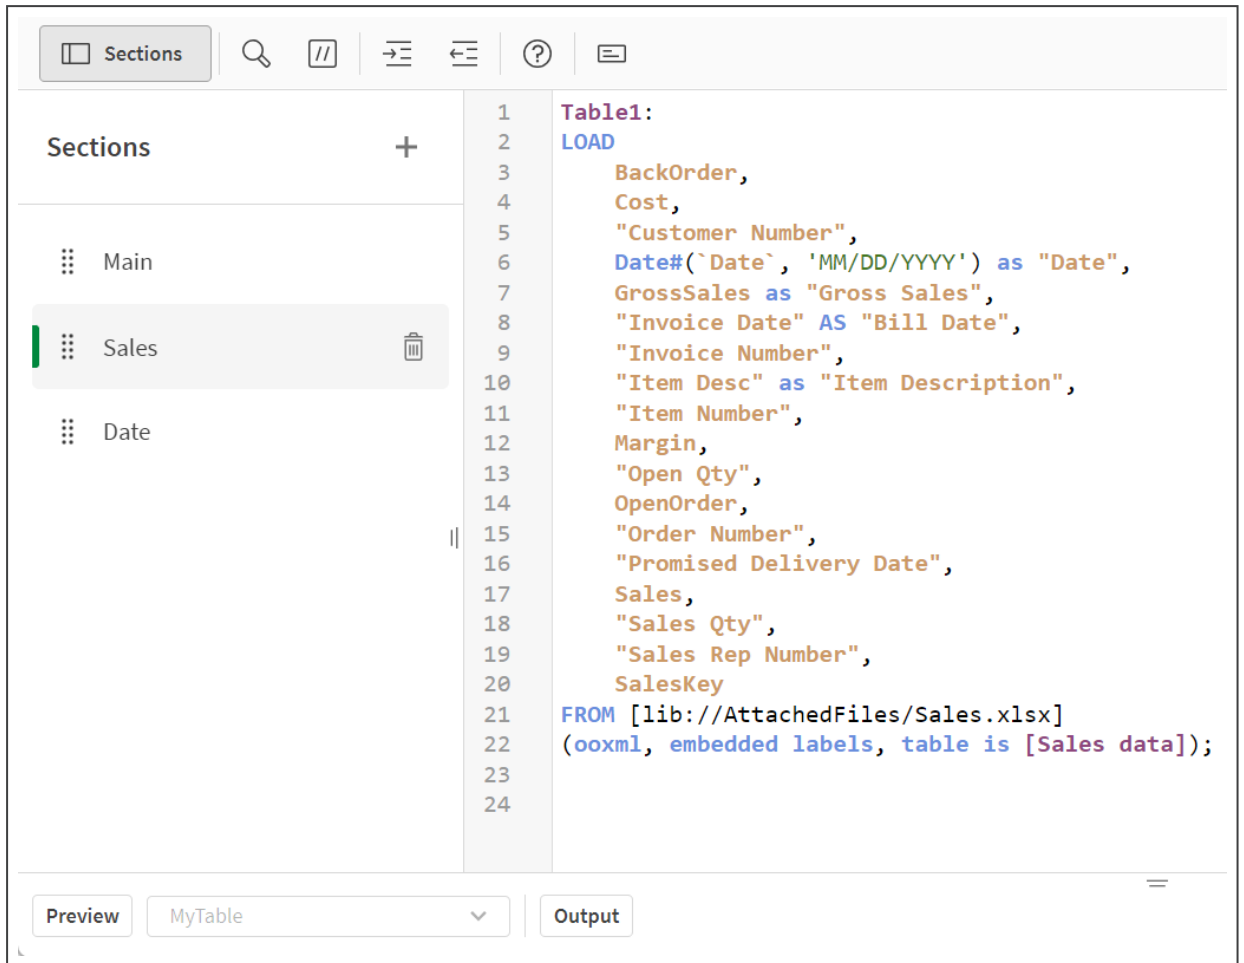 Sections
Sections
Main
Sales
Date
1 Table1:
2 LOAD
3 BackOrder,
4 Cost,
5 "Customer Number",
6 Date#(`Date`, 'MM/DD/YYYY') as "Date",
7 GrossSales as "Gross Sales",
8 "Invoice Date" AS "Bill Date",
9 "Invoice Number",
10 "Item Desc" as "Item Description",
11 "Item Number",
12 Margin,
13 "Open Qty",
14 OpenOrder,
15 "Order Number",
16 "Promised Delivery Date",
17 Sales,
18 "Sales Qty",
19 "Sales Rep Number",
20 SalesKey
21 FROM [lib://AttachedFiles/Sales.xlsx]
22 (ooxml, embedded labels, table is [Sales data]);
23
24
Preview MyTable Output